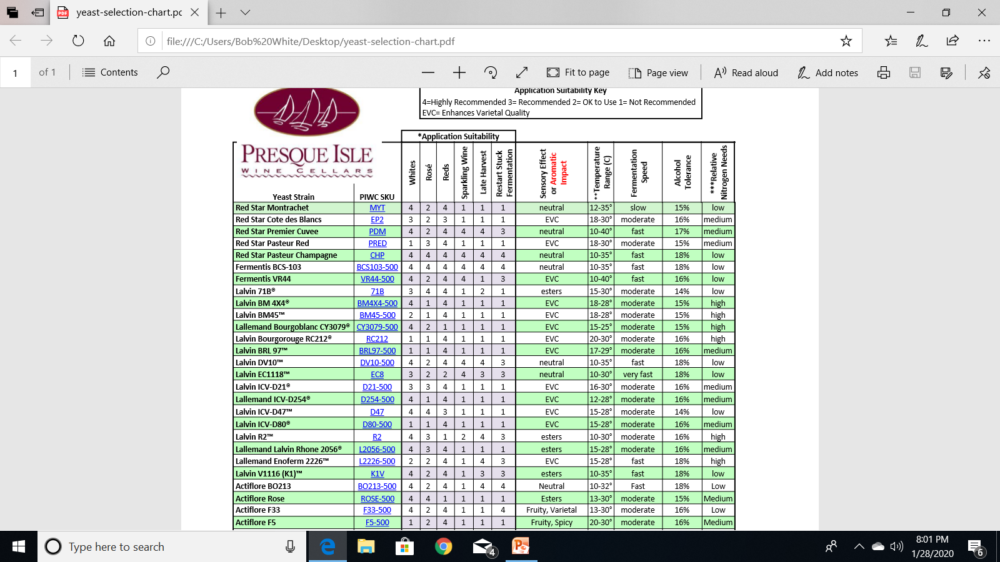 yeast-selection-chart.pc
file:///C:/Users/Bob%20White/Desktop/yeast-selection-chart.pdf
1 of 1 Contents Fit to page Page view Read aloud Add notes
Application Suitability Key
4=Highly Recommended 3= Recommended 2= OK to Use 1= Not Recommended
EVC= Enhances Varietal Quality
PRESQUE ISLE
WINE CELLARS
*Application Suitability
Yeast Strain PIWC SKU Whites Rosé Reds Sparkling Wine Late Harvest Restart Stuck Fermentation Sensory Effect or Aromatic Impact **Temperature Range (C) Fermentation Speed Alcohol Tolerance ***Relative Nitrogen Needs
Red Star Montrachet MYT 4 2 4 1 1 1 neutral 12-35° slow 15% low
Red Star Cote des Blancs EP2 3 2 3 1 1 1 EVC 18-30° moderate 16% medium
Red Star Premier Cuvee PDM 4 2 4 4 4 3 neutral 10-40° fast 17% medium
Red Star Pasteur Red PRED 1 3 4 1 1 1 EVC 18-30° moderate 15% medium
Red Star Pasteur Champagne CHP 4 4 4 4 4 4 neutral 10-35° fast 18% low
Fermentis BCS-103 BCS103-500 4 4 4 4 4 4 neutral 10-35° fast 18% low
Fermentis VR44 VR44-500 4 2 4 4 1 3 EVC 10-40° fast 16% low
Lalvin 71B® 71B 3 4 4 1 2 1 esters 15-30° moderate 14% low
Lalvin BM 4X4® BM4X4-500 4 1 4 1 1 1 EVC 18-28° moderate 15% high
Lalvin BM45™ BM45-500 2 1 4 1 1 1 EVC 18-28° moderate 15% high
Lallemand Bourgoblanc CY3079® CY3079-500 4 2 1 1 1 1 EVC 15-25° moderate 15% high
Lalvin Bourgorouge RC212® RC212 1 1 4 1 1 1 EVC 20-30° moderate 16% high
Lalvin BRL 97™ BRL97-500 1 1 4 1 1 1 EVC 17-29° moderate 16% medium
Lalvin DV10™ DV10-500 4 2 4 4 4 3 neutral 10-35° fast 18% low
Lalvin EC1118™ EC8 3 2 2 4 3 3 neutral 10-30° very fast 18% low
Lalvin ICV-D21® D21-500 3 3 4 1 1 1 EVC 16-30° moderate 16% medium
Lallemand ICV-D254® D254-500 4 1 4 1 1 1 EVC 12-28° moderate 16% medium
Lalvin ICV-D47™ D47 4 4 3 1 1 1 EVC 15-28° moderate 14% low
Lalvin ICV-D80® D80-500 1 1 4 1 1 1 EVC 15-28° moderate 16% medium
Lalvin R2™ R2 4 3 1 2 4 3 esters 10-30° moderate 16% high
Lallemand Lalvin Rhone 2056® L2056-500 4 3 4 1 1 1 esters 15-28° moderate 16% medium
Lallemand Enoferm 2226™ L2226-500 2 2 4 1 4 3 EVC 15-28° fast 18% high
Lalvin V1116 (K1)™ K1V 4 2 4 1 3 3 esters 10-35° fast 18% low
Actiflore BO213 BO213-500 4 2 4 1 4 4 Neutral 10-32° Fast 18% Low
Actiflore Rose ROSE-500 4 4 1 1 1 1 Esters 13-30° moderate 15% Medium
Actiflore F33 F33-500 4 2 4 1 1 4 Fruity, Varietal 13-30° moderate 16% Low
Actiflore F5 F5-500 1 2 4 1 1 1 Fruity, Spicy 20-30° moderate 16% Medium
Type here to search
4
8:01 PM
1/28/2020
6